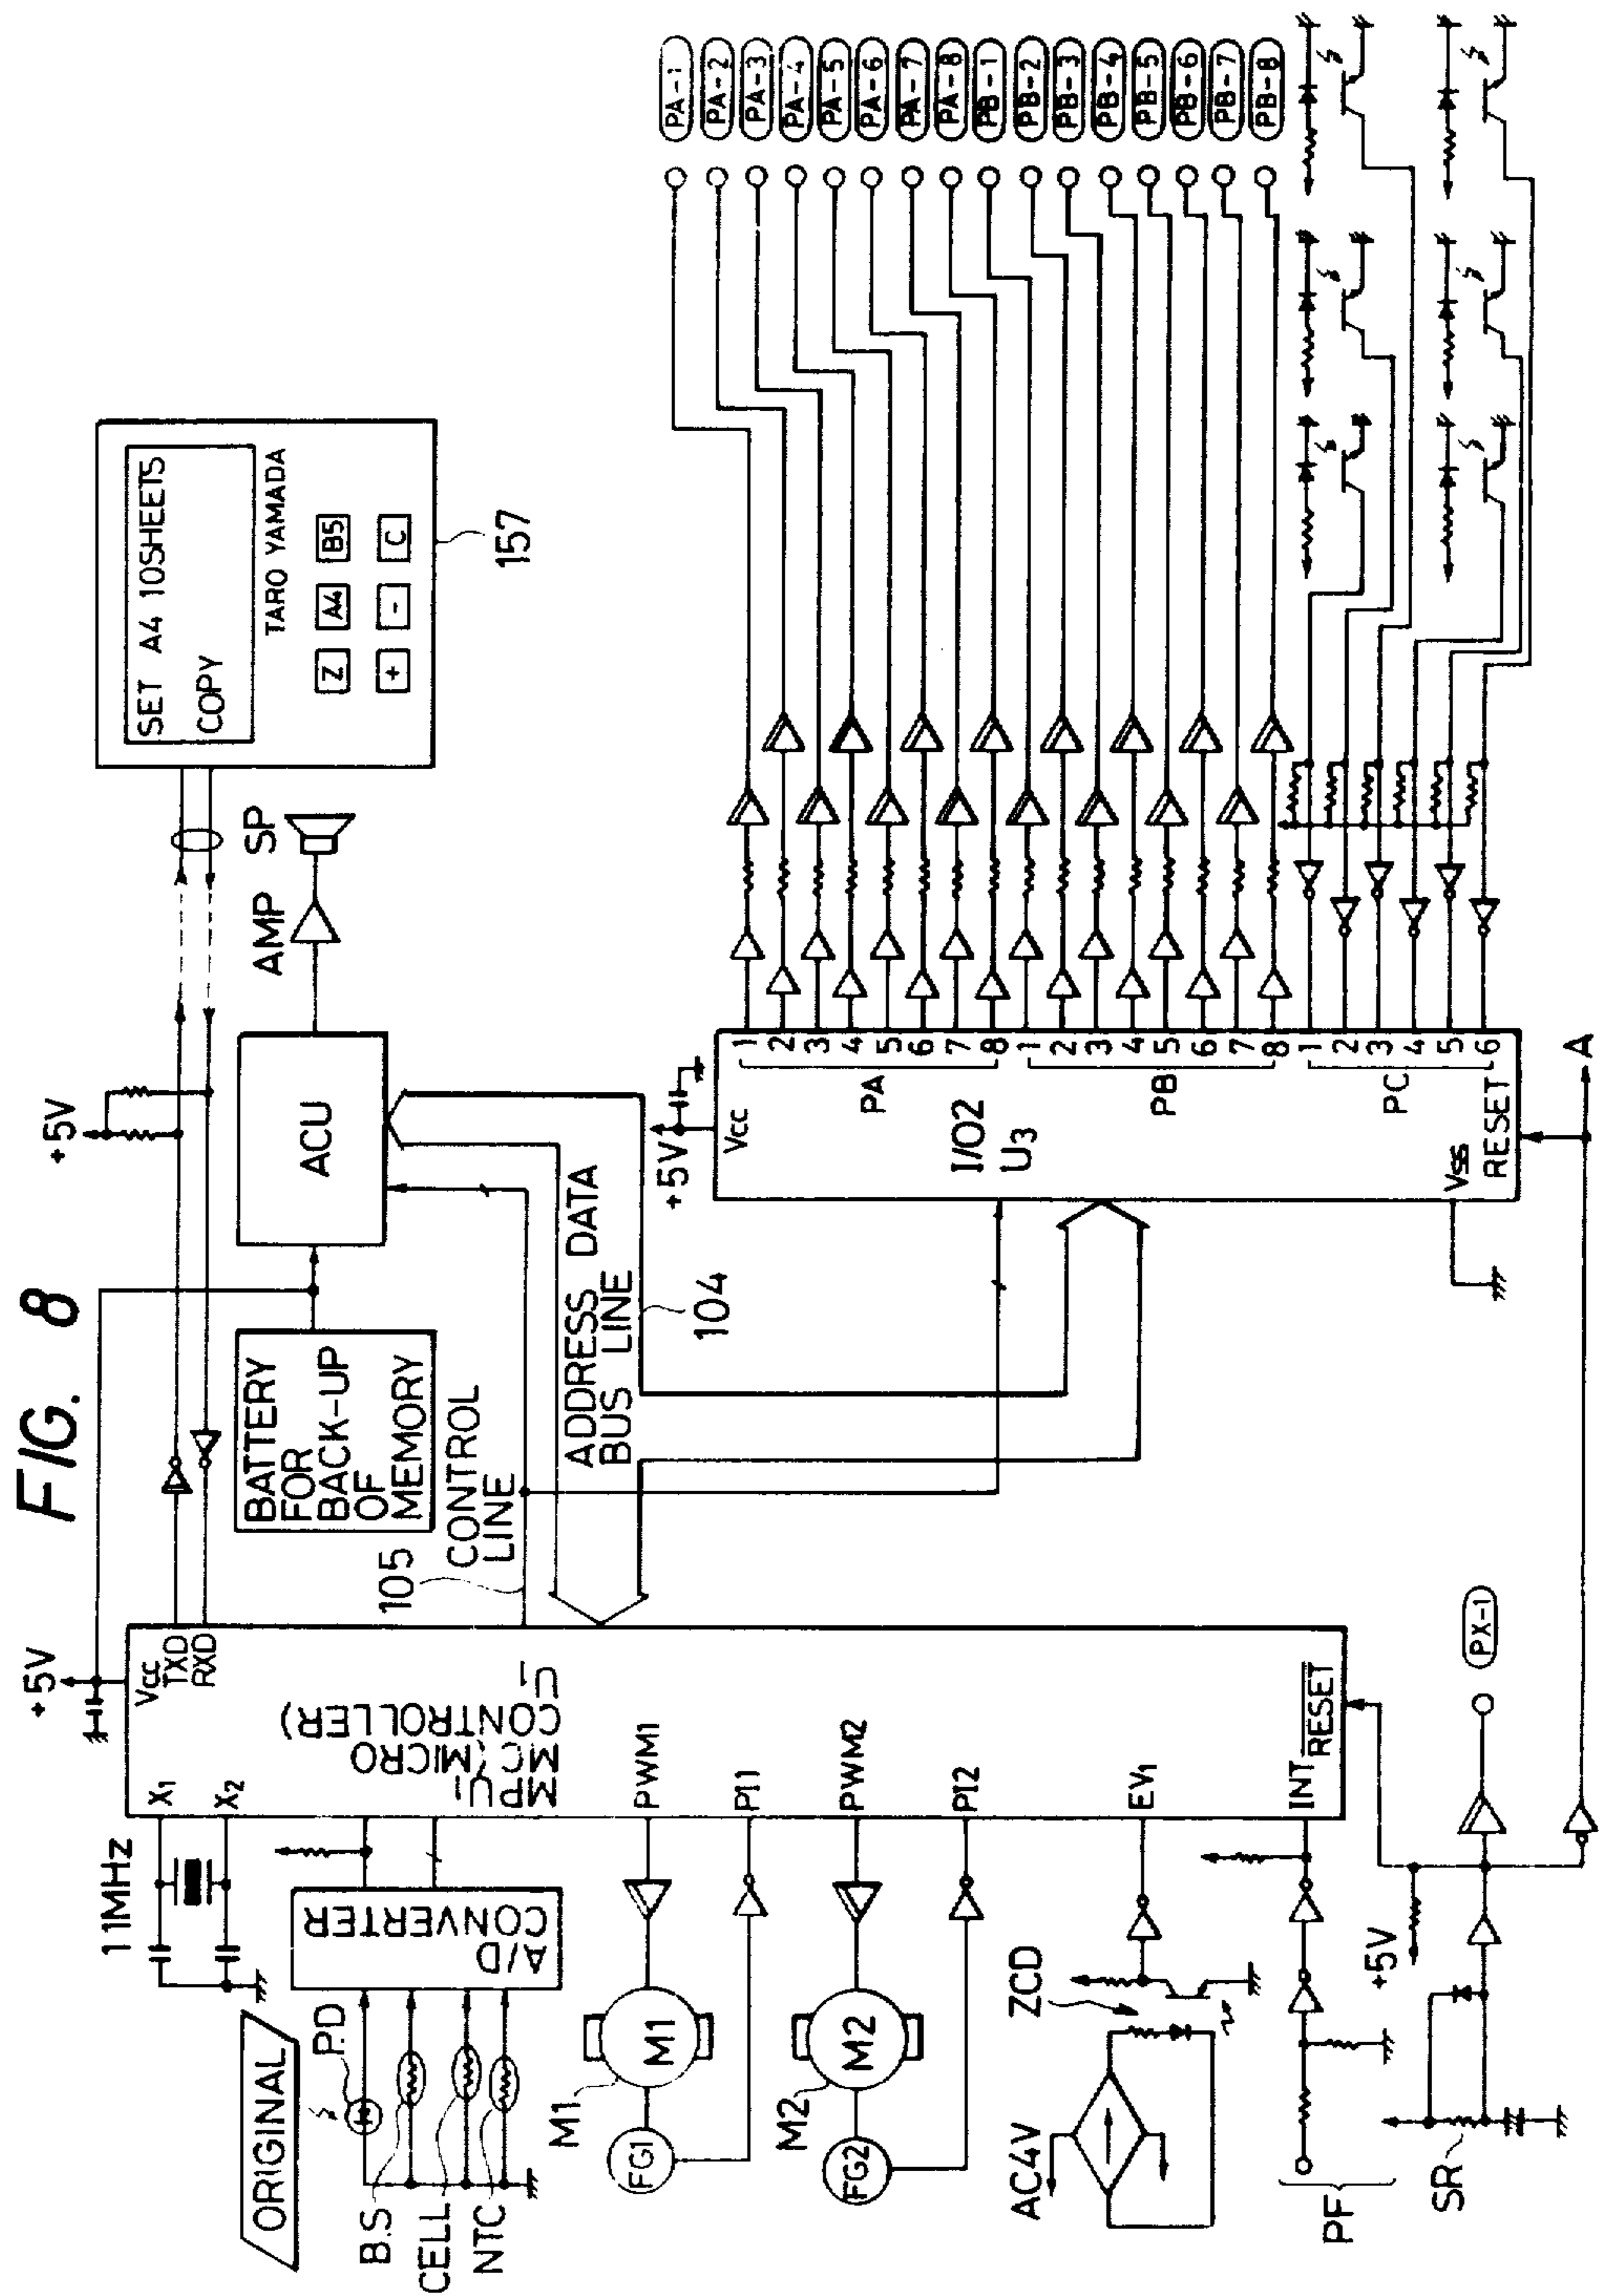 FIG. 8
+5V
11MHz
X1
X2
Vcc
TXD
RXD
MPU1
MC (MICRO
CONTROLLER)
U1
ORIGINAL
P.D
B.S
CELL
NTC
A/D
CONVERTER
M1
M1
FG1
PWM1
PI1
M2
M2
FG2
PWM2
PI2
AC4V
ZCD
EV1
PF
INT
RESET
SR
+5V
PX-1
A
BATTERY
FOR
BACK-UP
OF
MEMORY
105
CONTROL
LINE
ADDRESS DATA
BUS LINE
104
+5V
ACU
AMP
SP
SET A4 10SHEETS
COPY
TARO YAMADA
Z A4 B5
+ - C
157
+5V
Vcc
I/O2
U3
Vss
RESET
PA
1
2
3
4
5
6
7
8
PB
1
2
3
4
5
6
7
8
PC
1
2
3
4
5
6
PA-1
PA-2
PA-3
PA-4
PA-5
PA-6
PA-7
PA-8
PB-1
PB-2
PB-3
PB-4
PB-5
PB-6
PB-7
PB-8